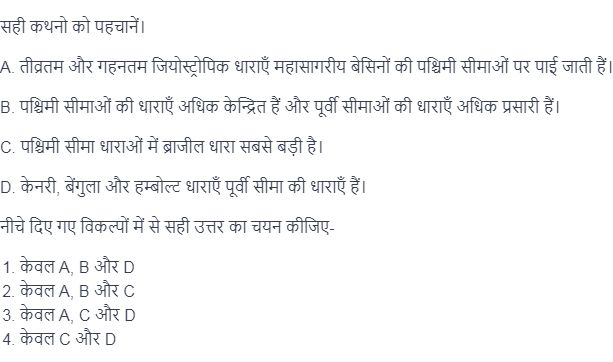 सही कथनो को पहचानें।
A. तीव्रतम और गहनतम जियोस्ट्रोपिक धाराएँ महासागरीय बेसिनों की पश्चिमी सीमाओं पर पाई जाती हैं।
B. पश्चिमी सीमाओं की धाराएँ अधिक केन्द्रित हैं और पूर्वी सीमाओं की धाराएँ अधिक प्रसारी हैं।
C. पश्चिमी सीमा धाराओं में ब्राजील धारा सबसे बड़ी है।
D. केनरी, बेंगुला और हम्बोल्ट धाराएँ पूर्वी सीमा की धाराएँ हैं।
नीचे दिए गए विकल्पों में से सही उत्तर का चयन कीजिए-
1. केवल A, B और D
2. केवल A, B और C
3. केवल A, C और D
4. केवल C और D